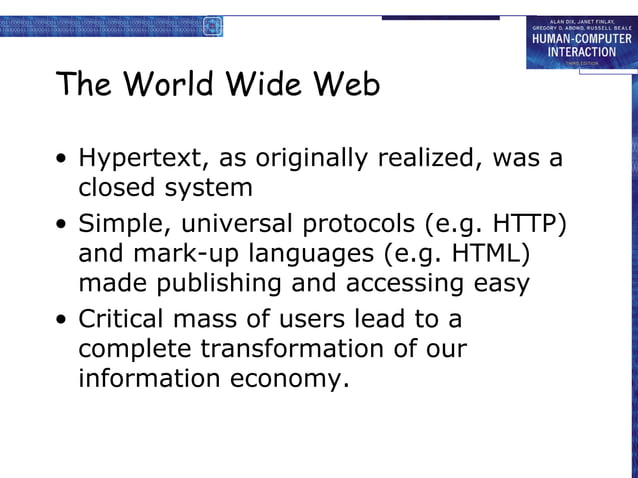 ALAN DIX, JANET FINLAY,
GREGORY D. ABOWD, RUSSELL BEALE
HUMAN-COMPUTER
INTERACTION
THIRD EDITION
The World Wide Web
• Hypertext, as originally realized, was a
closed system
• Simple, universal protocols (e.g. HTTP)
and mark-up languages (e.g. HTML)
made publishing and accessing easy
• Critical mass of users lead to a
complete transformation of our
information economy.